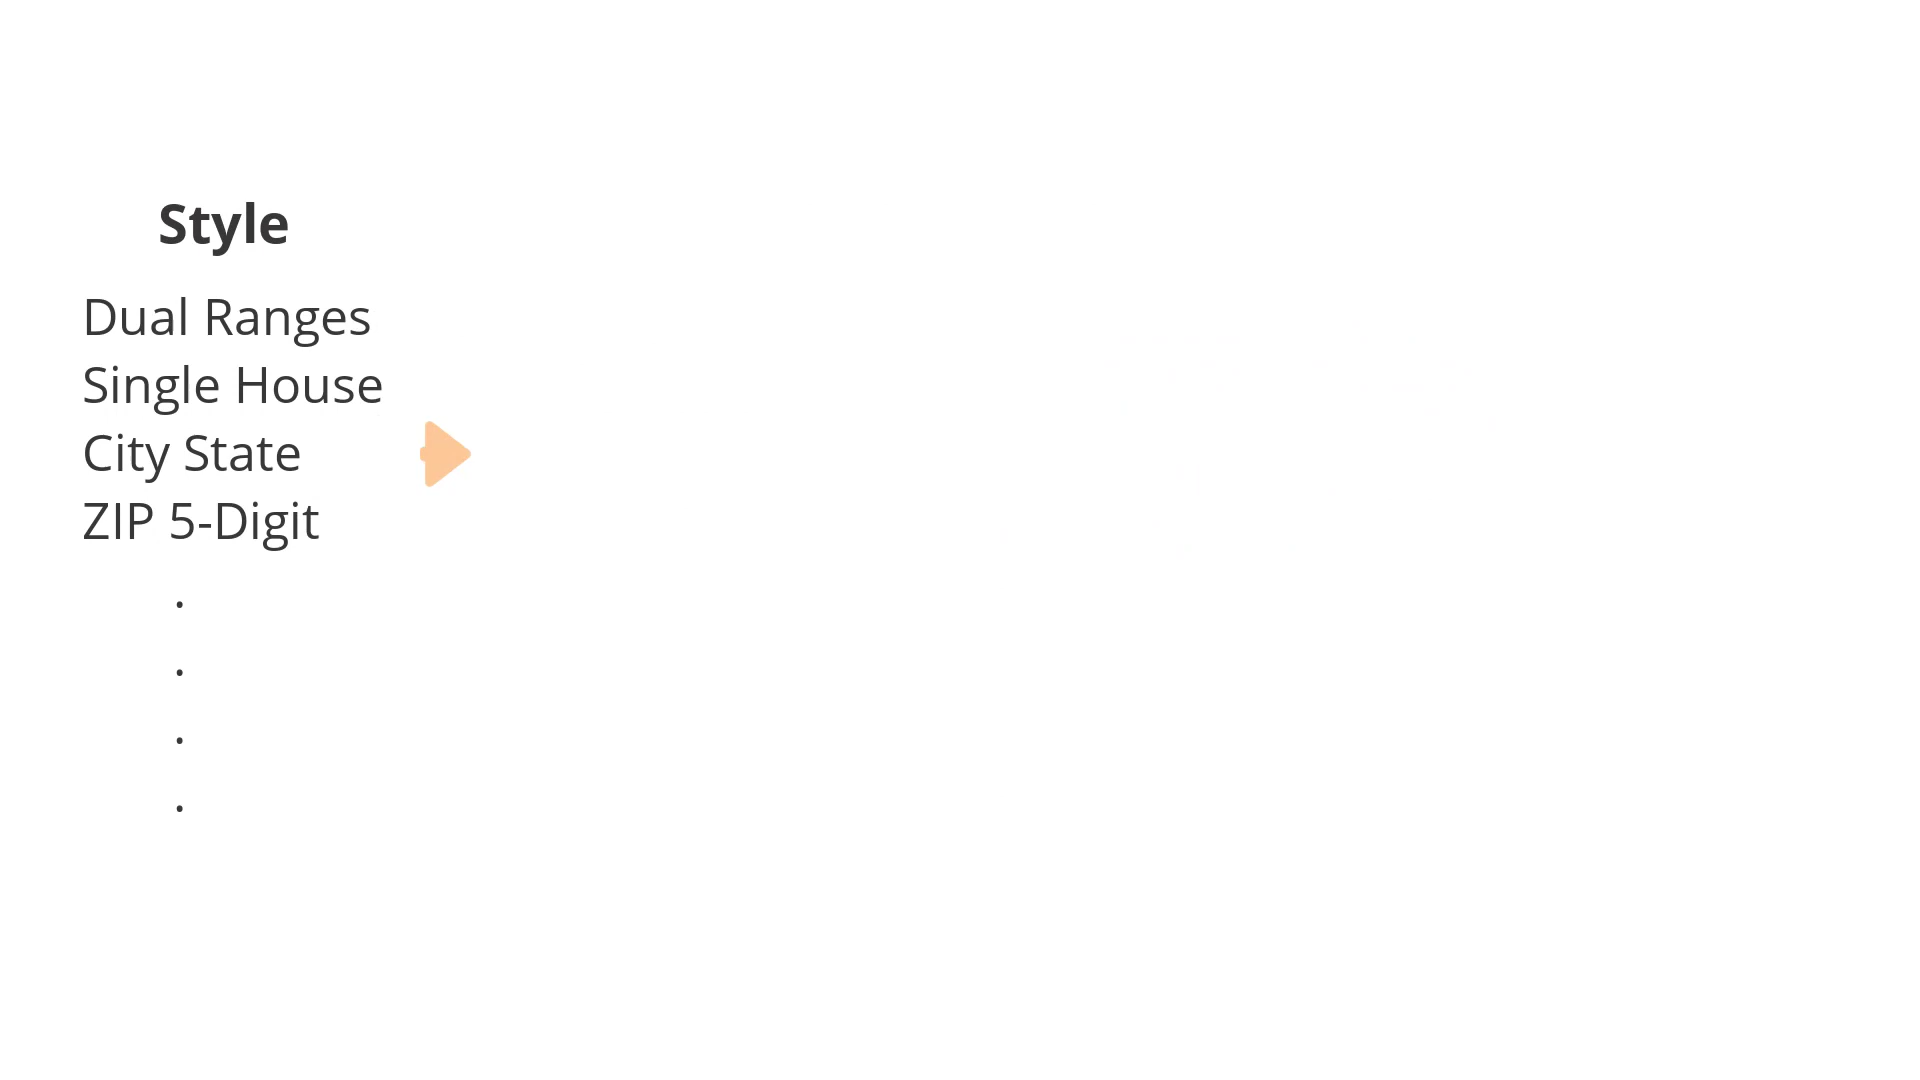 Style
Dual Ranges
Single House
City State
ZIP 5-Digit
.
.
.
.